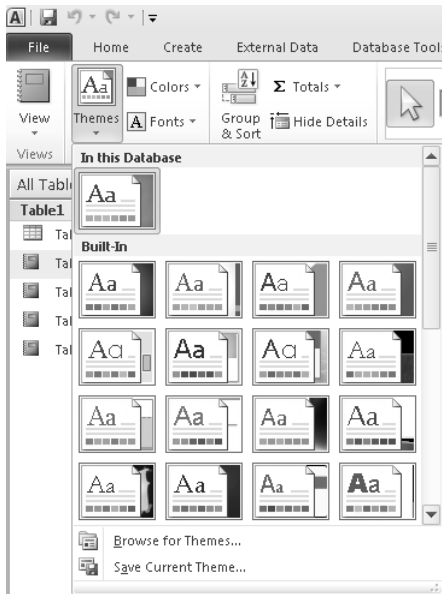 A
File Home Create External Data Database Tool
View
Themes
Aa
Colors
A Fonts
Group & Sort
Σ Totals
Hide Details
Views
All Tabl
In this Database
Aa
Table1
Tal
Tal
Tal
Tal
Tal
Built-In
Aa Aa Aa Aa
Aa Aa Aa Aa
Aa Aa Aa Aa
Aa Aa Aa Aa
Browse for Themes...
Save Current Theme...